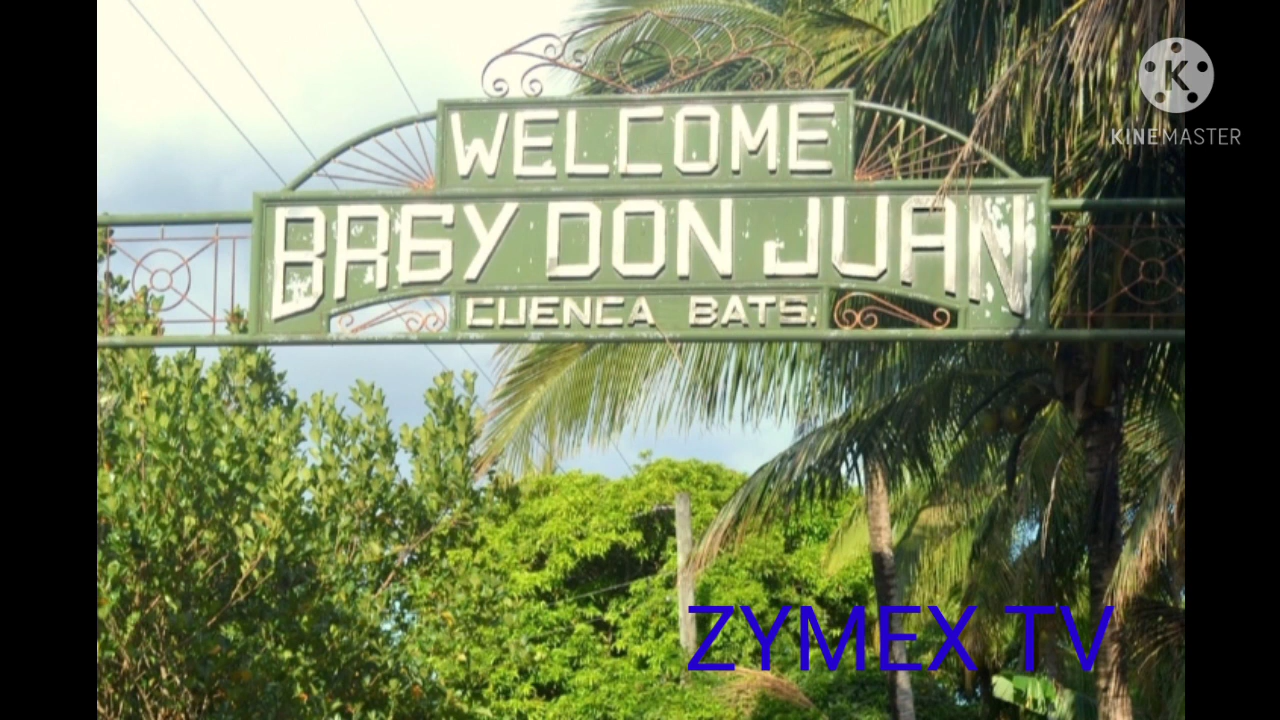 WELCOME
BRGY DON JUAN
CUENCA BATS.
K
KINEMASTER
ZYMEX TV